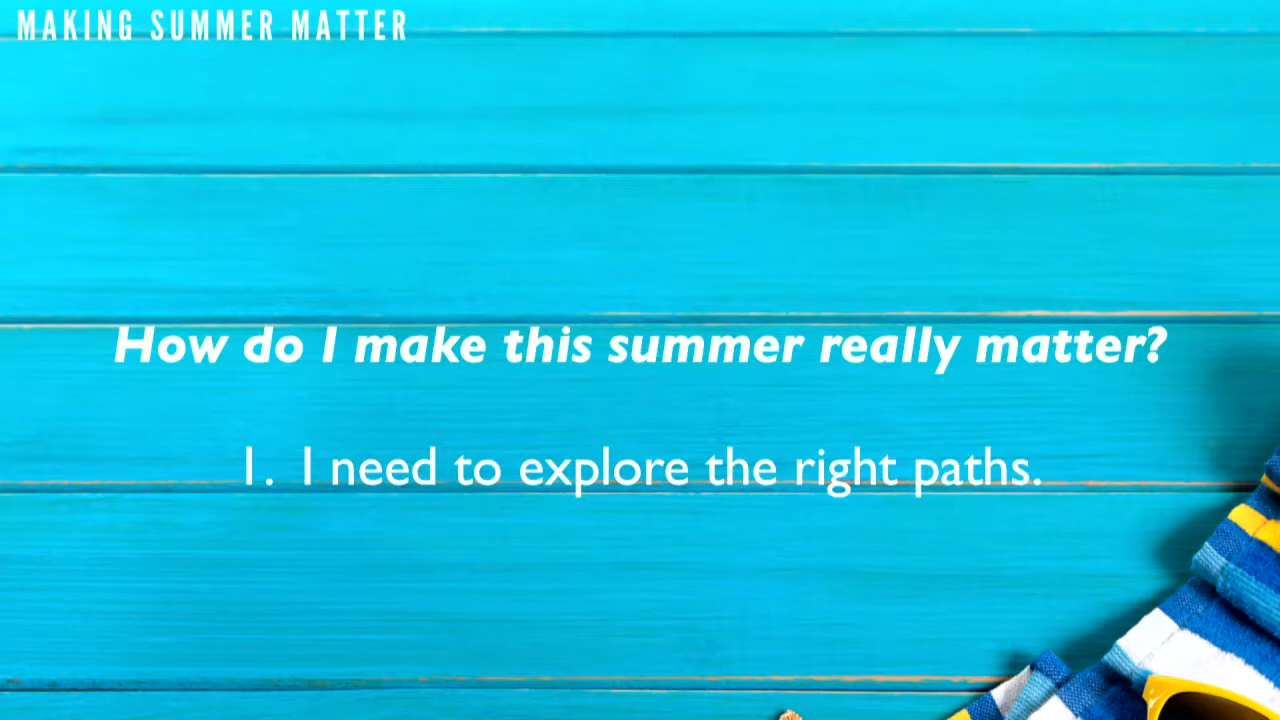 MAKING SUMMER MATTER
How do I make this summer really matter?
1. I need to explore the right paths.